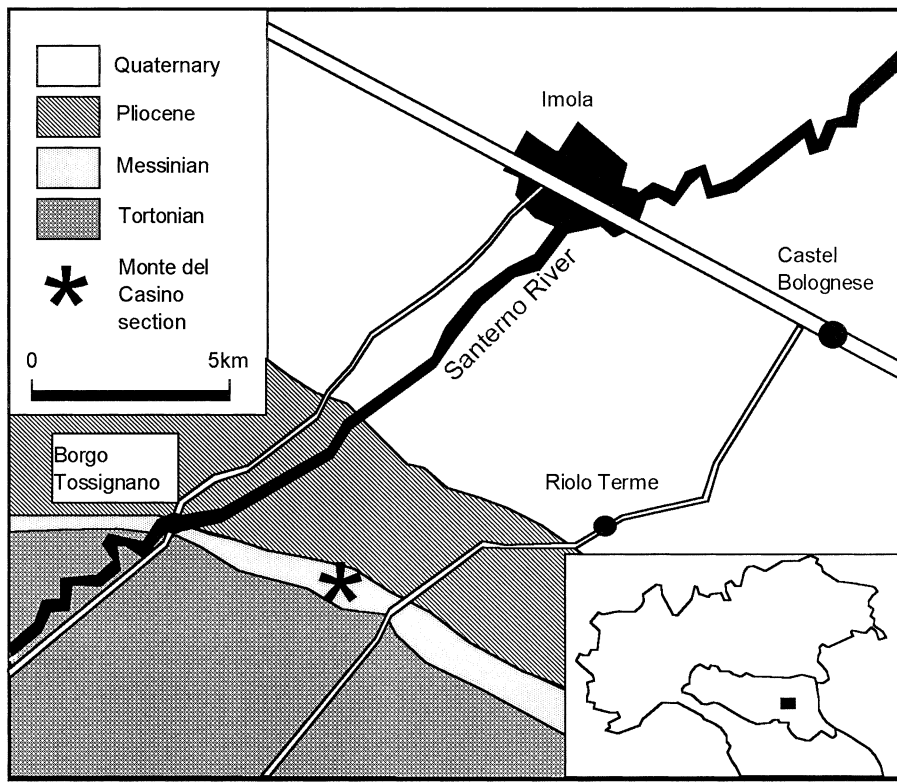 Quaternary
Pliocene
Messinian
Tortonian
Monte del
Casino
section
0 5km
Imola
Castel
Bolognese
Santerno River
Borgo
Tossignano
Riolo Terme